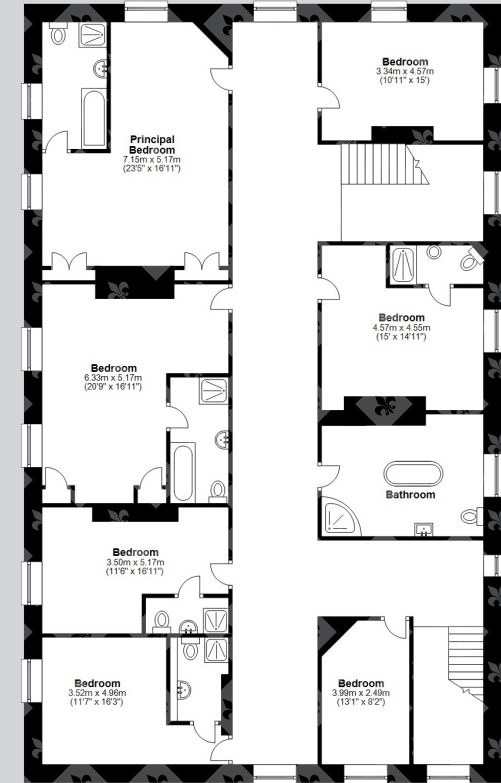 Bedroom
3.34m x 4.57m
(10'11" x 15')
Principal
Bedroom
7.15m x 5.17m
(23'5" x 16'11")
Bedroom
4.57m x 4.55m
(15' x 14'11")
Bedroom
6.33m x 5.17m
(20'9" x 16'11")
Bathroom
Bedroom
3.50m x 5.17m
(11'6" x 16'11")
Bedroom
3.52m x 4.96m
(11'7" x 16'3")
Bedroom
3.99m x 2.49m
(13'1" x 8'2")